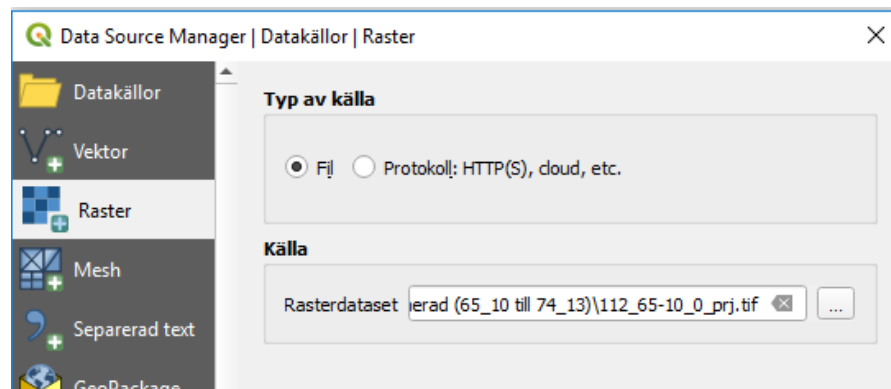 Data Source Manager | Datakällor | Raster
Datakällor
Vektor
Raster
Mesh
Separerad text
GeoPackage
Typ av källa
Fil
Protokoll: HTTP(S), cloud, etc.
Källa
Rasterdataset
erad (65_10 till 74_13)\112_65-10_0_prj.tif
...